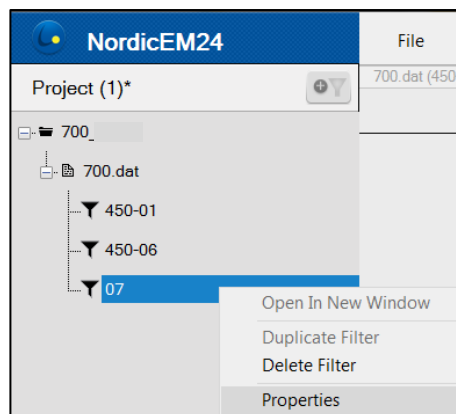 NordicEM24
File
Project (1)*
700.dat (450
700_
700.dat
450-01
450-06
07
Open In New Window
Duplicate Filter
Delete Filter
Properties